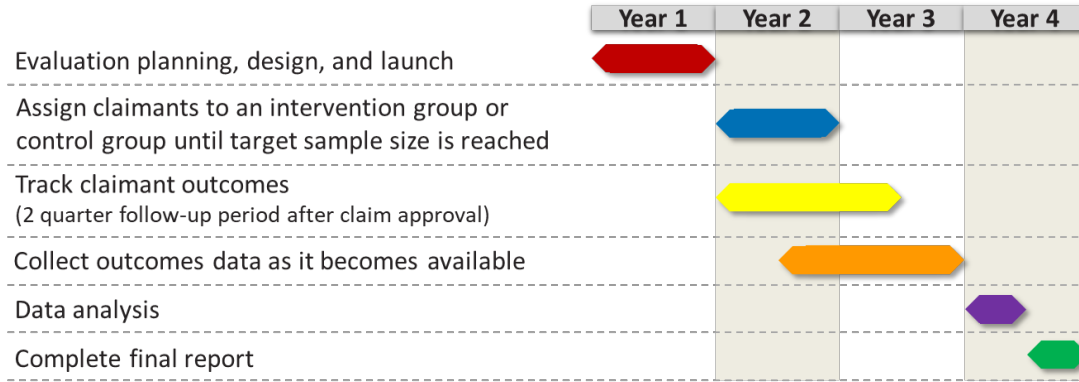 Year 1 Year 2 Year 3 Year 4
Evaluation planning, design, and launch
Assign claimants to an intervention group or
control group until target sample size is reached
Track claimant outcomes
(2 quarter follow-up period after claim approval)
Collect outcomes data as it becomes available
Data analysis
Complete final report